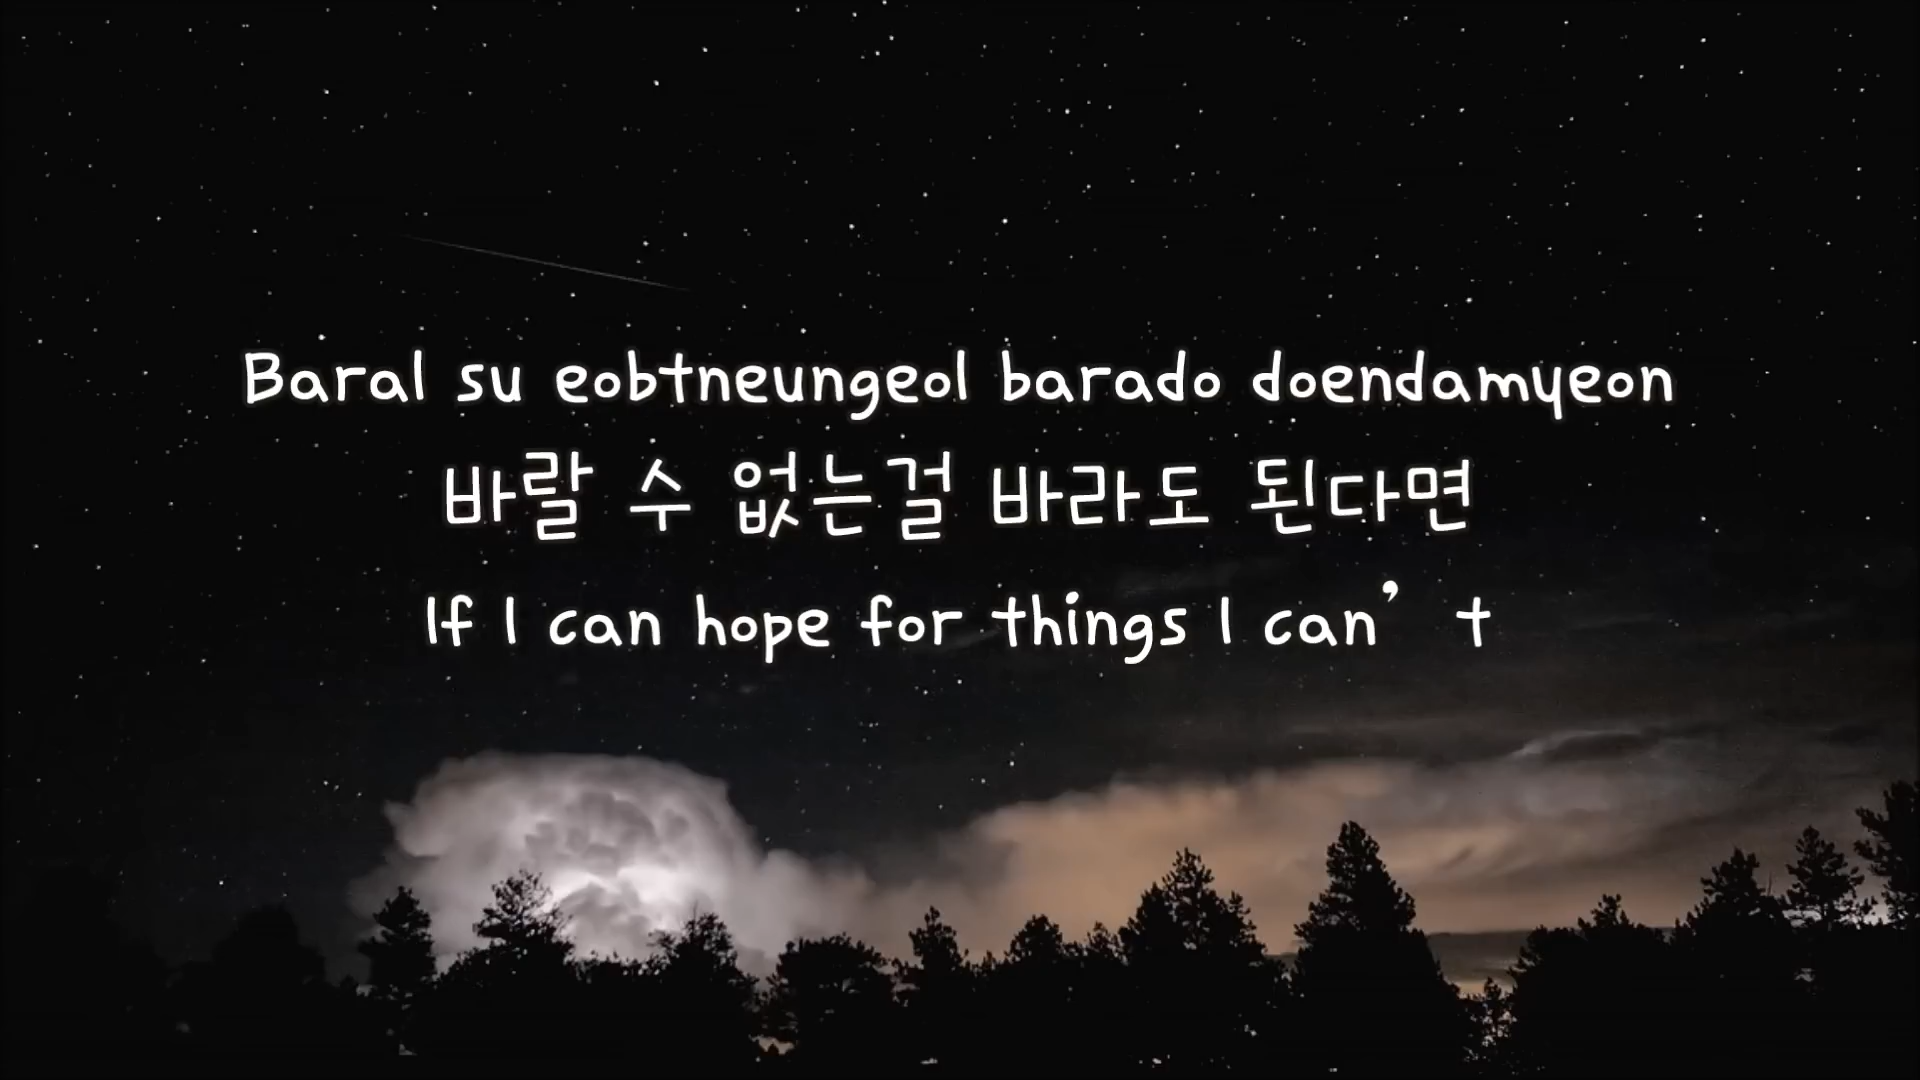 Baral su eobtneungeol barado doendamyeon
바랄 수 없는걸 바라도 된다면
If I can hope for things I can’t